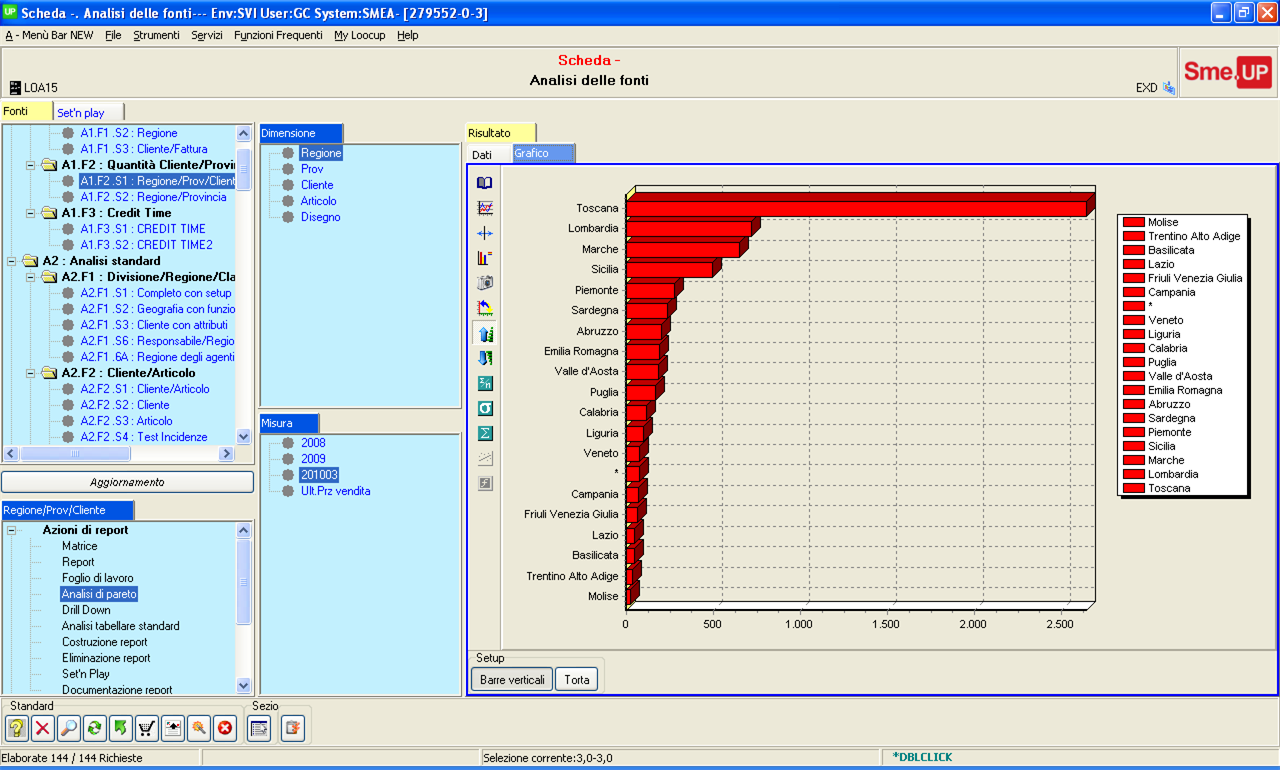 UP Scheda -. Analisi delle fonti--- Env:SVI User:GC System:SMEA- [279552-0-3]
A - Menù Bar NEW File Strumenti Servizi Funzioni Frequenti My Loocup Help
Scheda -
Analisi delle fonti
LOA15
EXD
Sme.UP
Fonti Set'n play
A1.F1 .S2 : Regione
A1.F1 .S3 : Cliente/Fattura
A1.F2 : Quantità Cliente/Provin
A1.F2 .S1 : Regione/Prov/Client
A1.F2 .S2 : Regione/Provincia
A1.F3 : Credit Time
A1.F3 .S1 : CREDIT TIME
A1.F3 .S2 : CREDIT TIME2
A2 : Analisi standard
A2.F1 : Divisione/Regione/Cla
A2.F1 .S1 : Completo con setup
A2.F1 .S2 : Geografia con funzio
A2.F1 .S3 : Cliente con attributi
A2.F1 .S6 : Responsabile/Regio
A2.F1 .6A : Regione degli agenti
A2.F2 : Cliente/Articolo
A2.F2 .S1 : Cliente/Articolo
A2.F2 .S2 : Cliente
A2.F2 .S3 : Articolo
A2.F2 .S4 : Test Incidenze
Aggiornamento
Regione/Prov/Cliente
Azioni di report
Matrice
Report
Foglio di lavoro
Analisi di pareto
Drill Down
Analisi tabellare standard
Costruzione report
Eliminazione report
Set'n Play
Documentazione report
Dimensione
Regione
Prov
Cliente
Articolo
Disegno
Misura
2008
2009
201003
Ult.Prz vendita
Risultato
Dati Grafico
Toscana
Lombardia
Marche
Sicilia
Piemonte
Sardegna
Abruzzo
Emilia Romagna
Valle d'Aosta
Puglia
Calabria
Liguria
Veneto
*
Campania
Friuli Venezia Giulia
Lazio
Basilicata
Trentino Alto Adige
Molise
0 500 1.000 1.500 2.000 2.500
Molise
Trentino Alto Adige
Basilicata
Lazio
Friuli Venezia Giulia
Campania
*
Veneto
Liguria
Calabria
Puglia
Valle d'Aosta
Emilia Romagna
Abruzzo
Sardegna
Piemonte
Sicilia
Marche
Lombardia
Toscana
Setup
Barre verticali Torta
Standard Sezio
Elaborate 144 / 144 Richieste Selezione corrente:3,0-3,0 *DBLCLICK